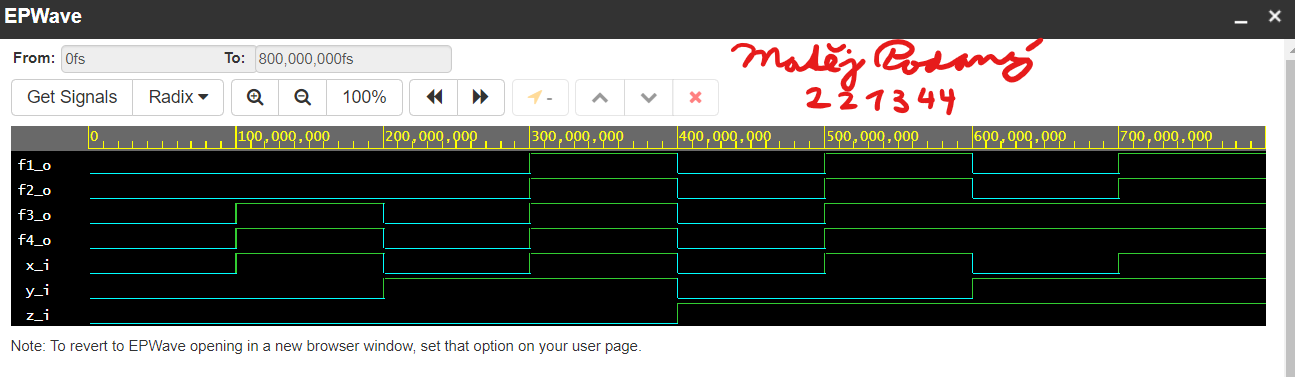 EPWave
From: 0fs To: 800,000,000fs
Matěj Podaný
221344
Get Signals Radix 100% -
0 100,000,000 200,000,000 300,000,000 400,000,000 500,000,000 600,000,000 700,000,000
f1_o
f2_o
f3_o
f4_o
x_i
y_i
z_i
Note: To revert to EPWave opening in a new browser window, set that option on your user page.